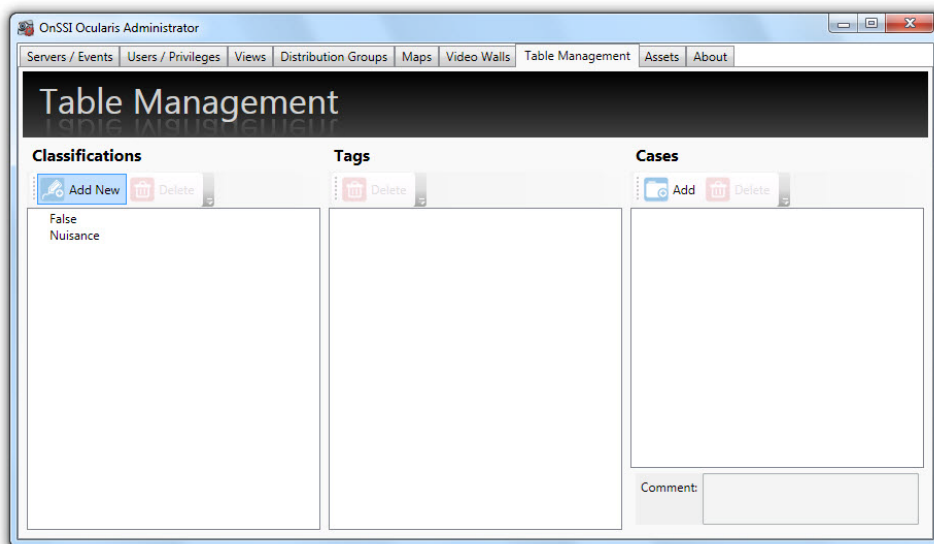 OnSSI Ocularis Administrator
Servers / Events Users / Privileges Views Distribution Groups Maps Video Walls Table Management Assets About
Table Management
Classifications Tags Cases
Add New Delete Delete Add Delete
False
Nuisance
Comment: